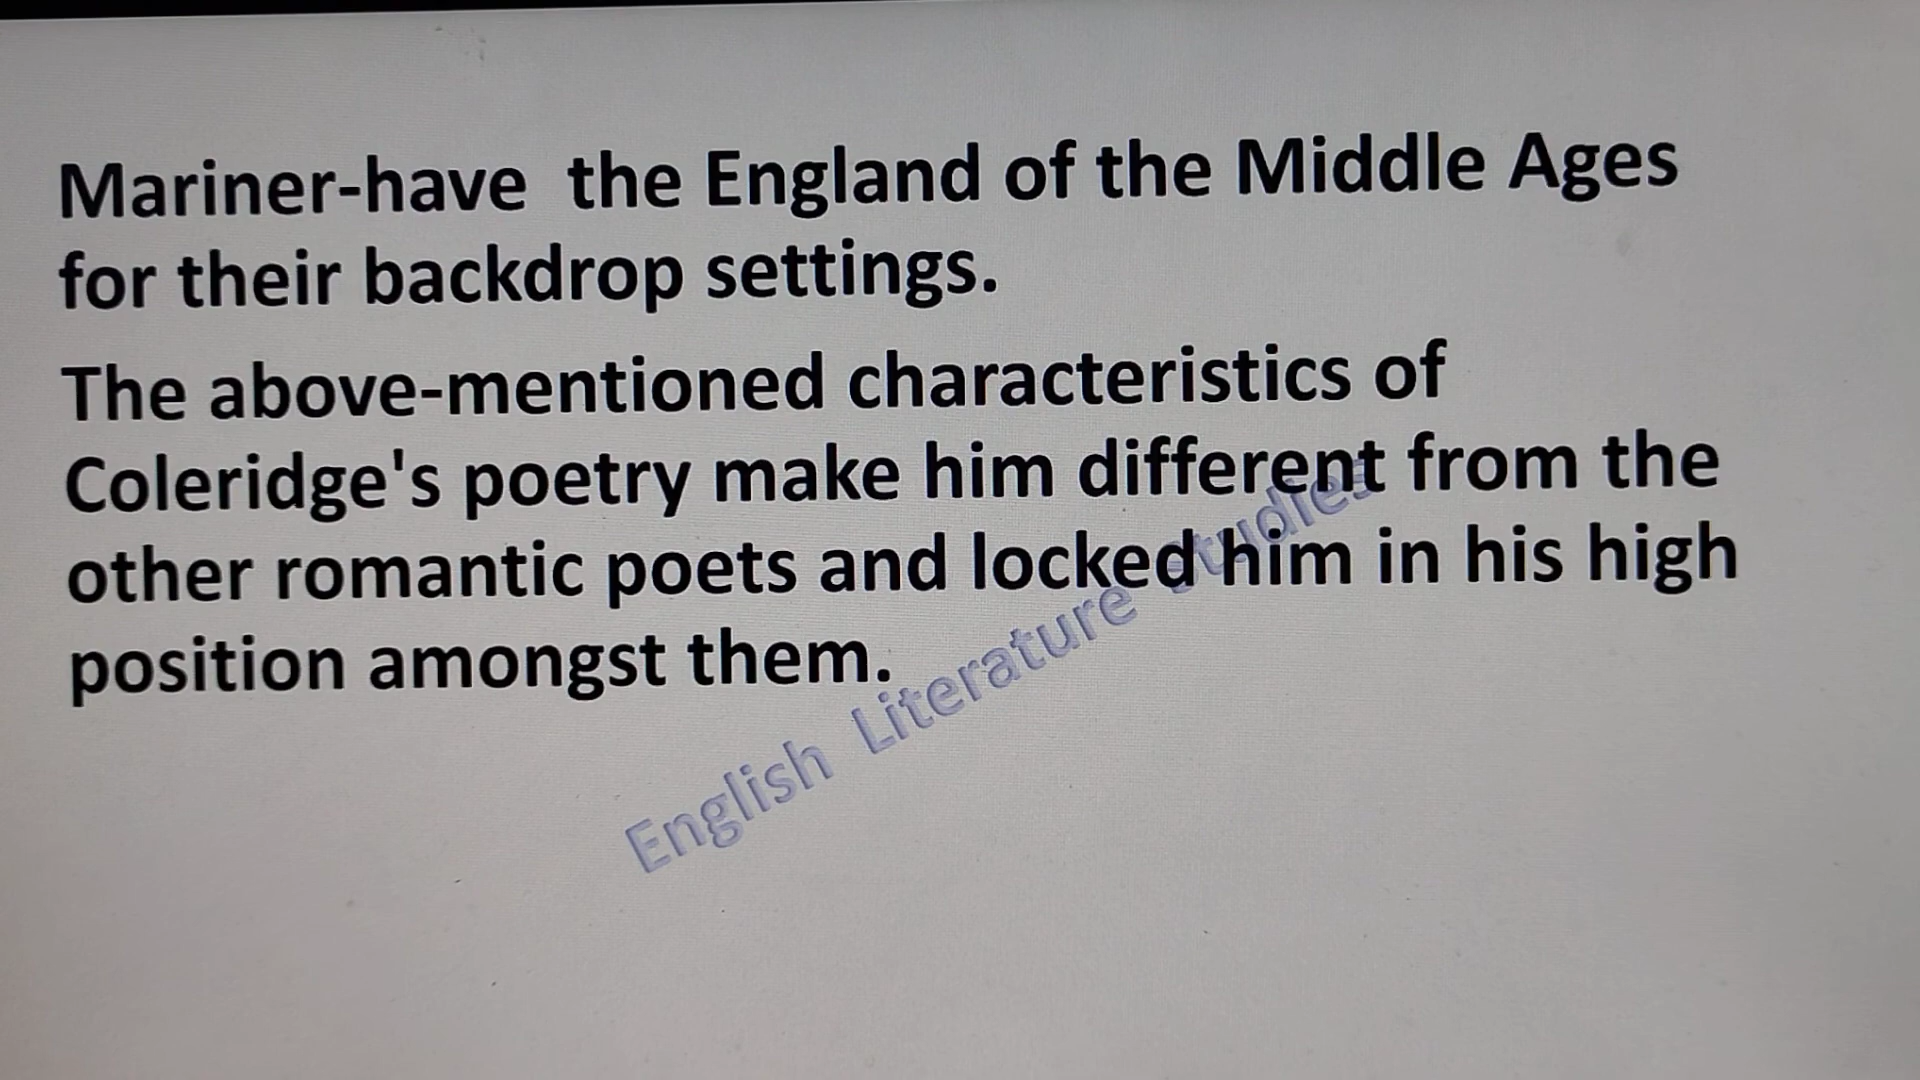 Mariner-have  the England of the Middle Ages
for their backdrop settings.
The above-mentioned characteristics of
Coleridge's poetry make him different from the
other romantic poets and locked him in his high
position amongst them.
English Literature Studies